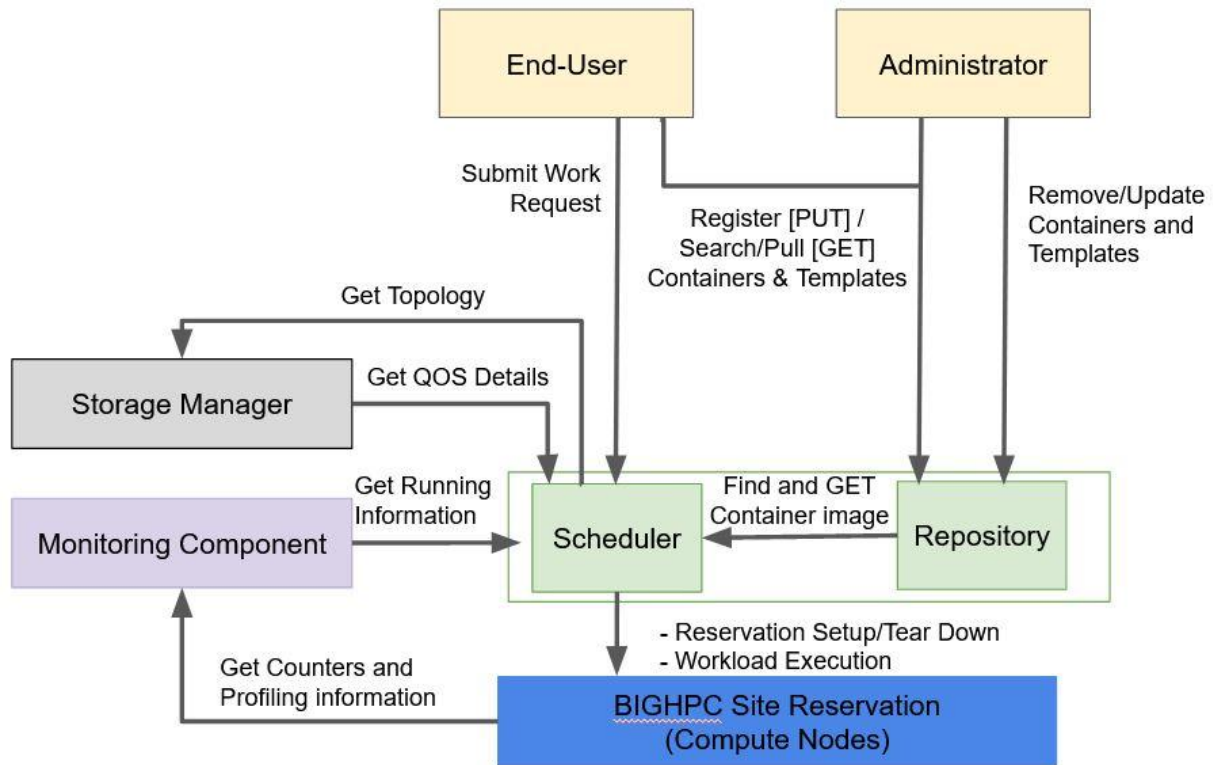 End-User
Administrator
Submit Work
Request
Register [PUT] /
Search/Pull [GET]
Containers & Templates
Remove/Update
Containers and
Templates
Get Topology
Storage Manager
Get QOS Details
Get Running
Information
Monitoring Component
Scheduler
Find and GET
Container image
Repository
- Reservation Setup/Tear Down
- Workload Execution
Get Counters and
Profiling information
BIGHPC Site Reservation
(Compute Nodes)